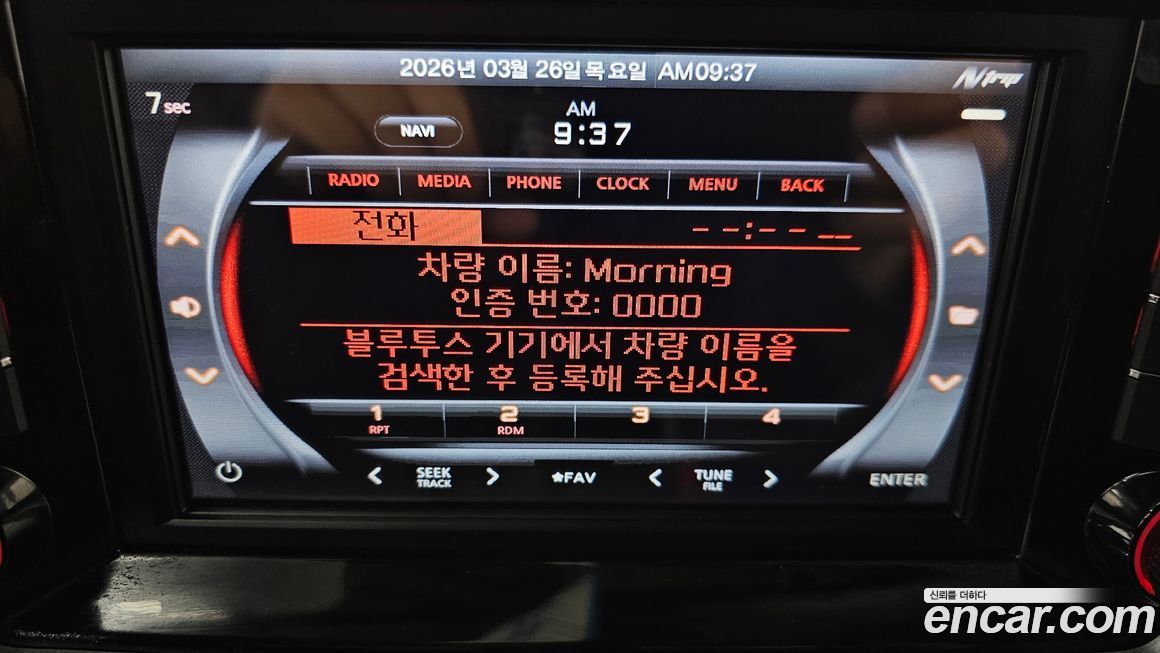 2026년 03월 26일 목요일 AM09:37
Ntrip
7sec
AM
NAVI
9:37
RADIO MEDIA PHONE CLOCK MENU BACK
전화 --:-- --
차량 이름: Morning
인증 번호: 0000
블루투스 기기에서 차량 이름을
검색한 후 등록해 주십시오.
1 2 3 4
RPT RDM
SEEK TRACK ★FAV TUNE FILE ENTER
신뢰를 더하다
encar.com